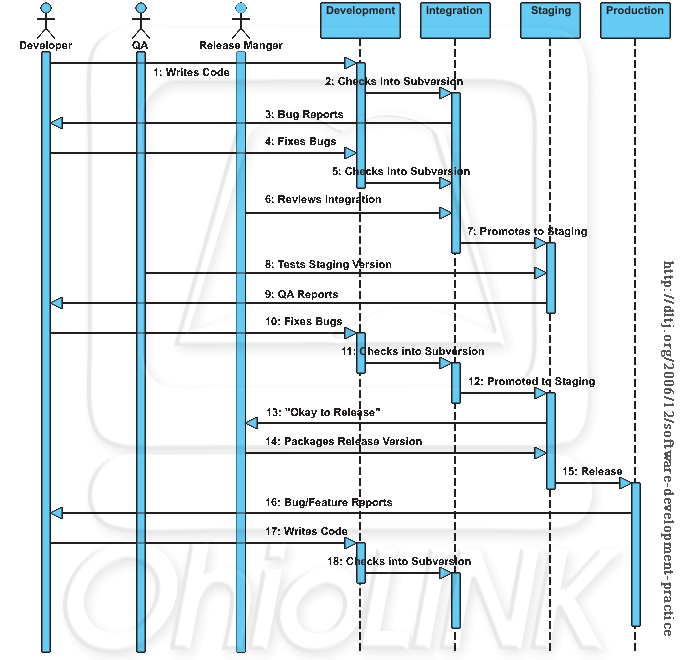 Development
Integration
Staging
Production
Developer
QA
Release Manger
1: Writes Code
2: Checks Into Subversion
3: Bug Reports
4: Fixes Bugs
5: Checks Into Subversion
6: Reviews Integration
7: Promotes to Staging
8: Tests Staging Version
9: QA Reports
10: Fixes Bugs
11: Checks into Subversion
12: Promoted to Staging
13: "Okay to Release"
14: Packages Release Version
15: Release
16: Bug/Feature Reports
17: Writes Code
18: Checks into Subversion
http://dltj.org/2006/12/software-development-practice
OhioLINK